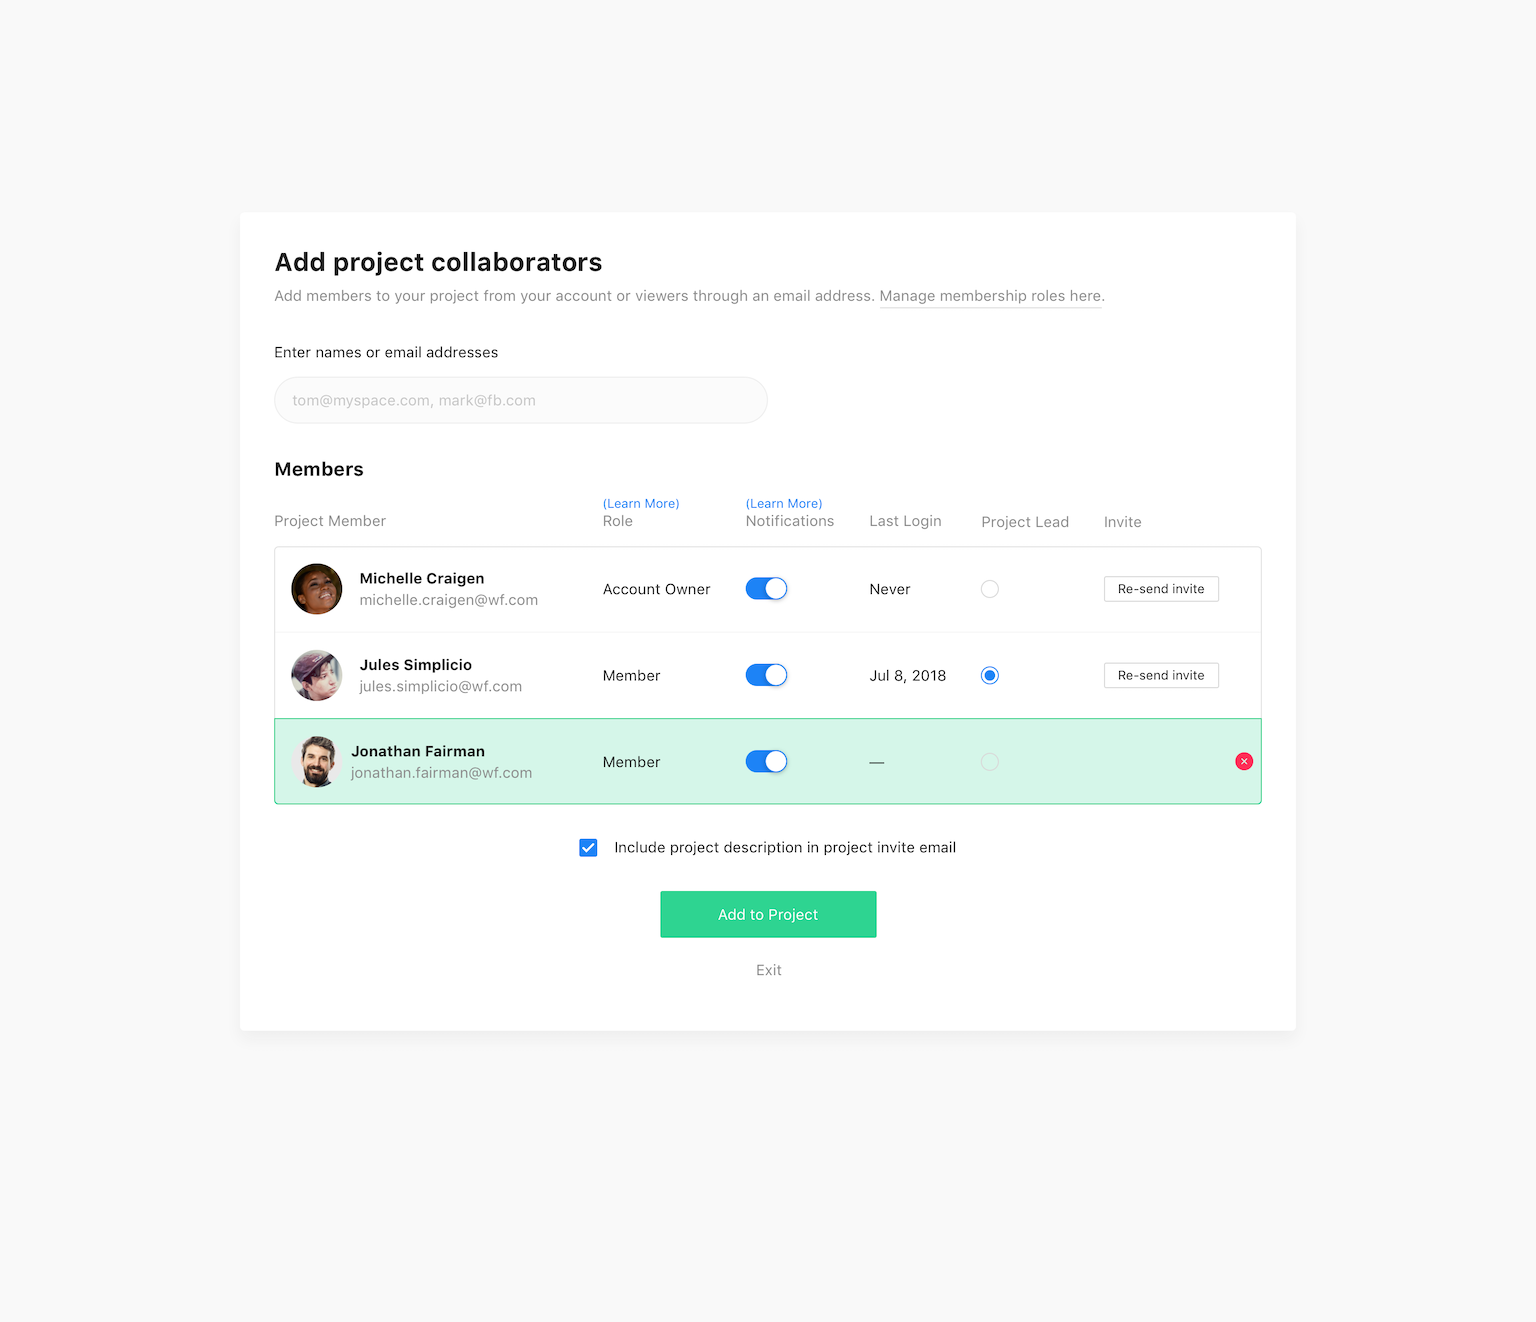 Add project collaborators
Add members to your project from your account or viewers through an email address. Manage membership roles here.
Enter names or email addresses
tom@myspace.com, mark@fb.com
Members
(Learn More) (Learn More)
Project Member Role Notifications Last Login Project Lead Invite
Michelle Craigen
michelle.craigen@wf.com
Account Owner Never Re-send invite
Jules Simplicio
jules.simplicio@wf.com
Member Jul 8, 2018 Re-send invite
Jonathan Fairman
jonathan.fairman@wf.com
Member —
Include project description in project invite email
Add to Project
Exit